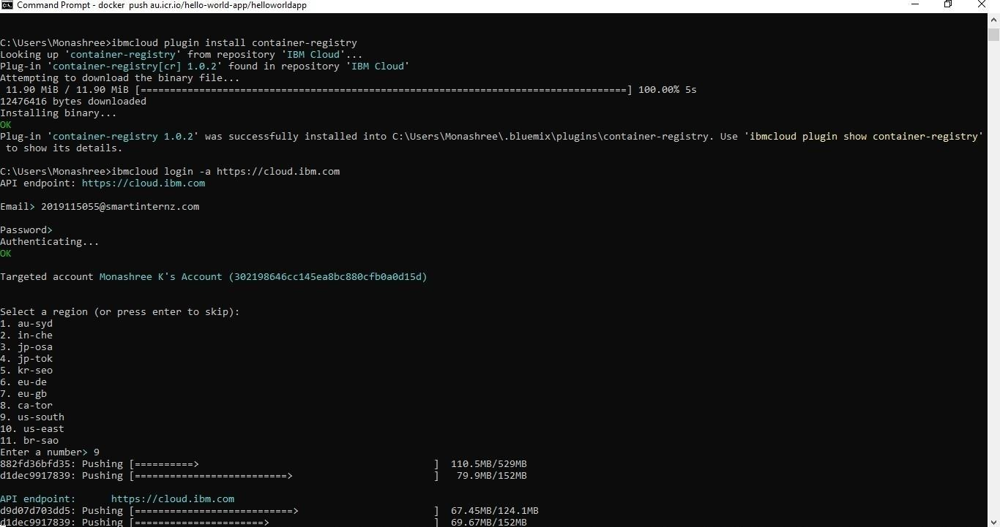 Command Prompt - docker push au.icr.io/hello-world-app/helloworldapp
C:\Users\Monashree>ibmcloud plugin install container-registry
Looking up 'container-registry' from repository 'IBM Cloud'...
Plug-in 'container-registry[cr] 1.0.2' found in repository 'IBM Cloud'
Attempting to download the binary file...
11.90 MiB / 11.90 MiB [===================================================================================] 100.00% 5s
12476416 bytes downloaded
Installing binary...
OK
Plug-in 'container-registry 1.0.2' was successfully installed into C:\Users\Monashree\.bluemix\plugins\container-registry. Use 'ibmcloud plugin show container-registry'
to show its details.
C:\Users\Monashree>ibmcloud login -a https://cloud.ibm.com
API endpoint: https://cloud.ibm.com
Email> 2019115055@smartinternz.com
Password>
Authenticating...
OK
Targeted account Monashree K's Account (302198646cc145ea8bc880cfb0a0d15d)
Select a region (or press enter to skip):
1. au-syd
2. in-che
3. jp-osa
4. jp-tok
5. kr-seo
6. eu-de
7. eu-gb
8. ca-tor
9. us-south
10. us-east
11. br-sao
Enter a number> 9
882fd36bfd35: Pushing [==========>                                        ]  110.5MB/529MB
d1dec9917839: Pushing [==========================>                        ]   79.9MB/152MB
API endpoint:      https://cloud.ibm.com
d9d07d703dd5: Pushing [===========================>                       ]  67.45MB/124.1MB
d1dec9917839: Pushing [======================>                            ]  69.67MB/152MB